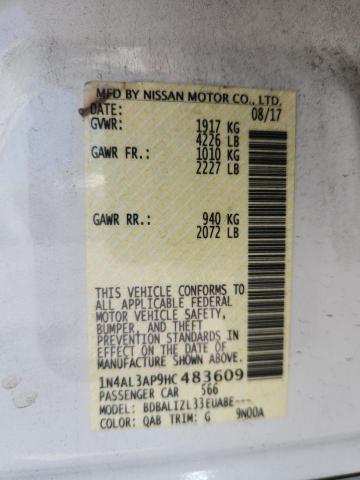 MFD BY NISSAN MOTOR CO., LTD.
DATE: 08/17
GVWR: 1917 KG
4226 LB
GAWR FR.: 1010 KG
2227 LB
GAWR RR.: 940 KG
2072 LB
THIS VEHICLE CONFORMS TO
ALL APPLICABLE FEDERAL
MOTOR VEHICLE SAFETY,
BUMPER, AND THEFT
PREVENTION STANDARDS IN
EFFECT ON THE DATE OF
MANUFACTURE SHOWN ABOVE.
1N4AL3AP9HC 483609
PASSENGER CAR 566
MODEL: BDBALIZL33EUABE---
COLOR: QAB TRIM: G 9N00A